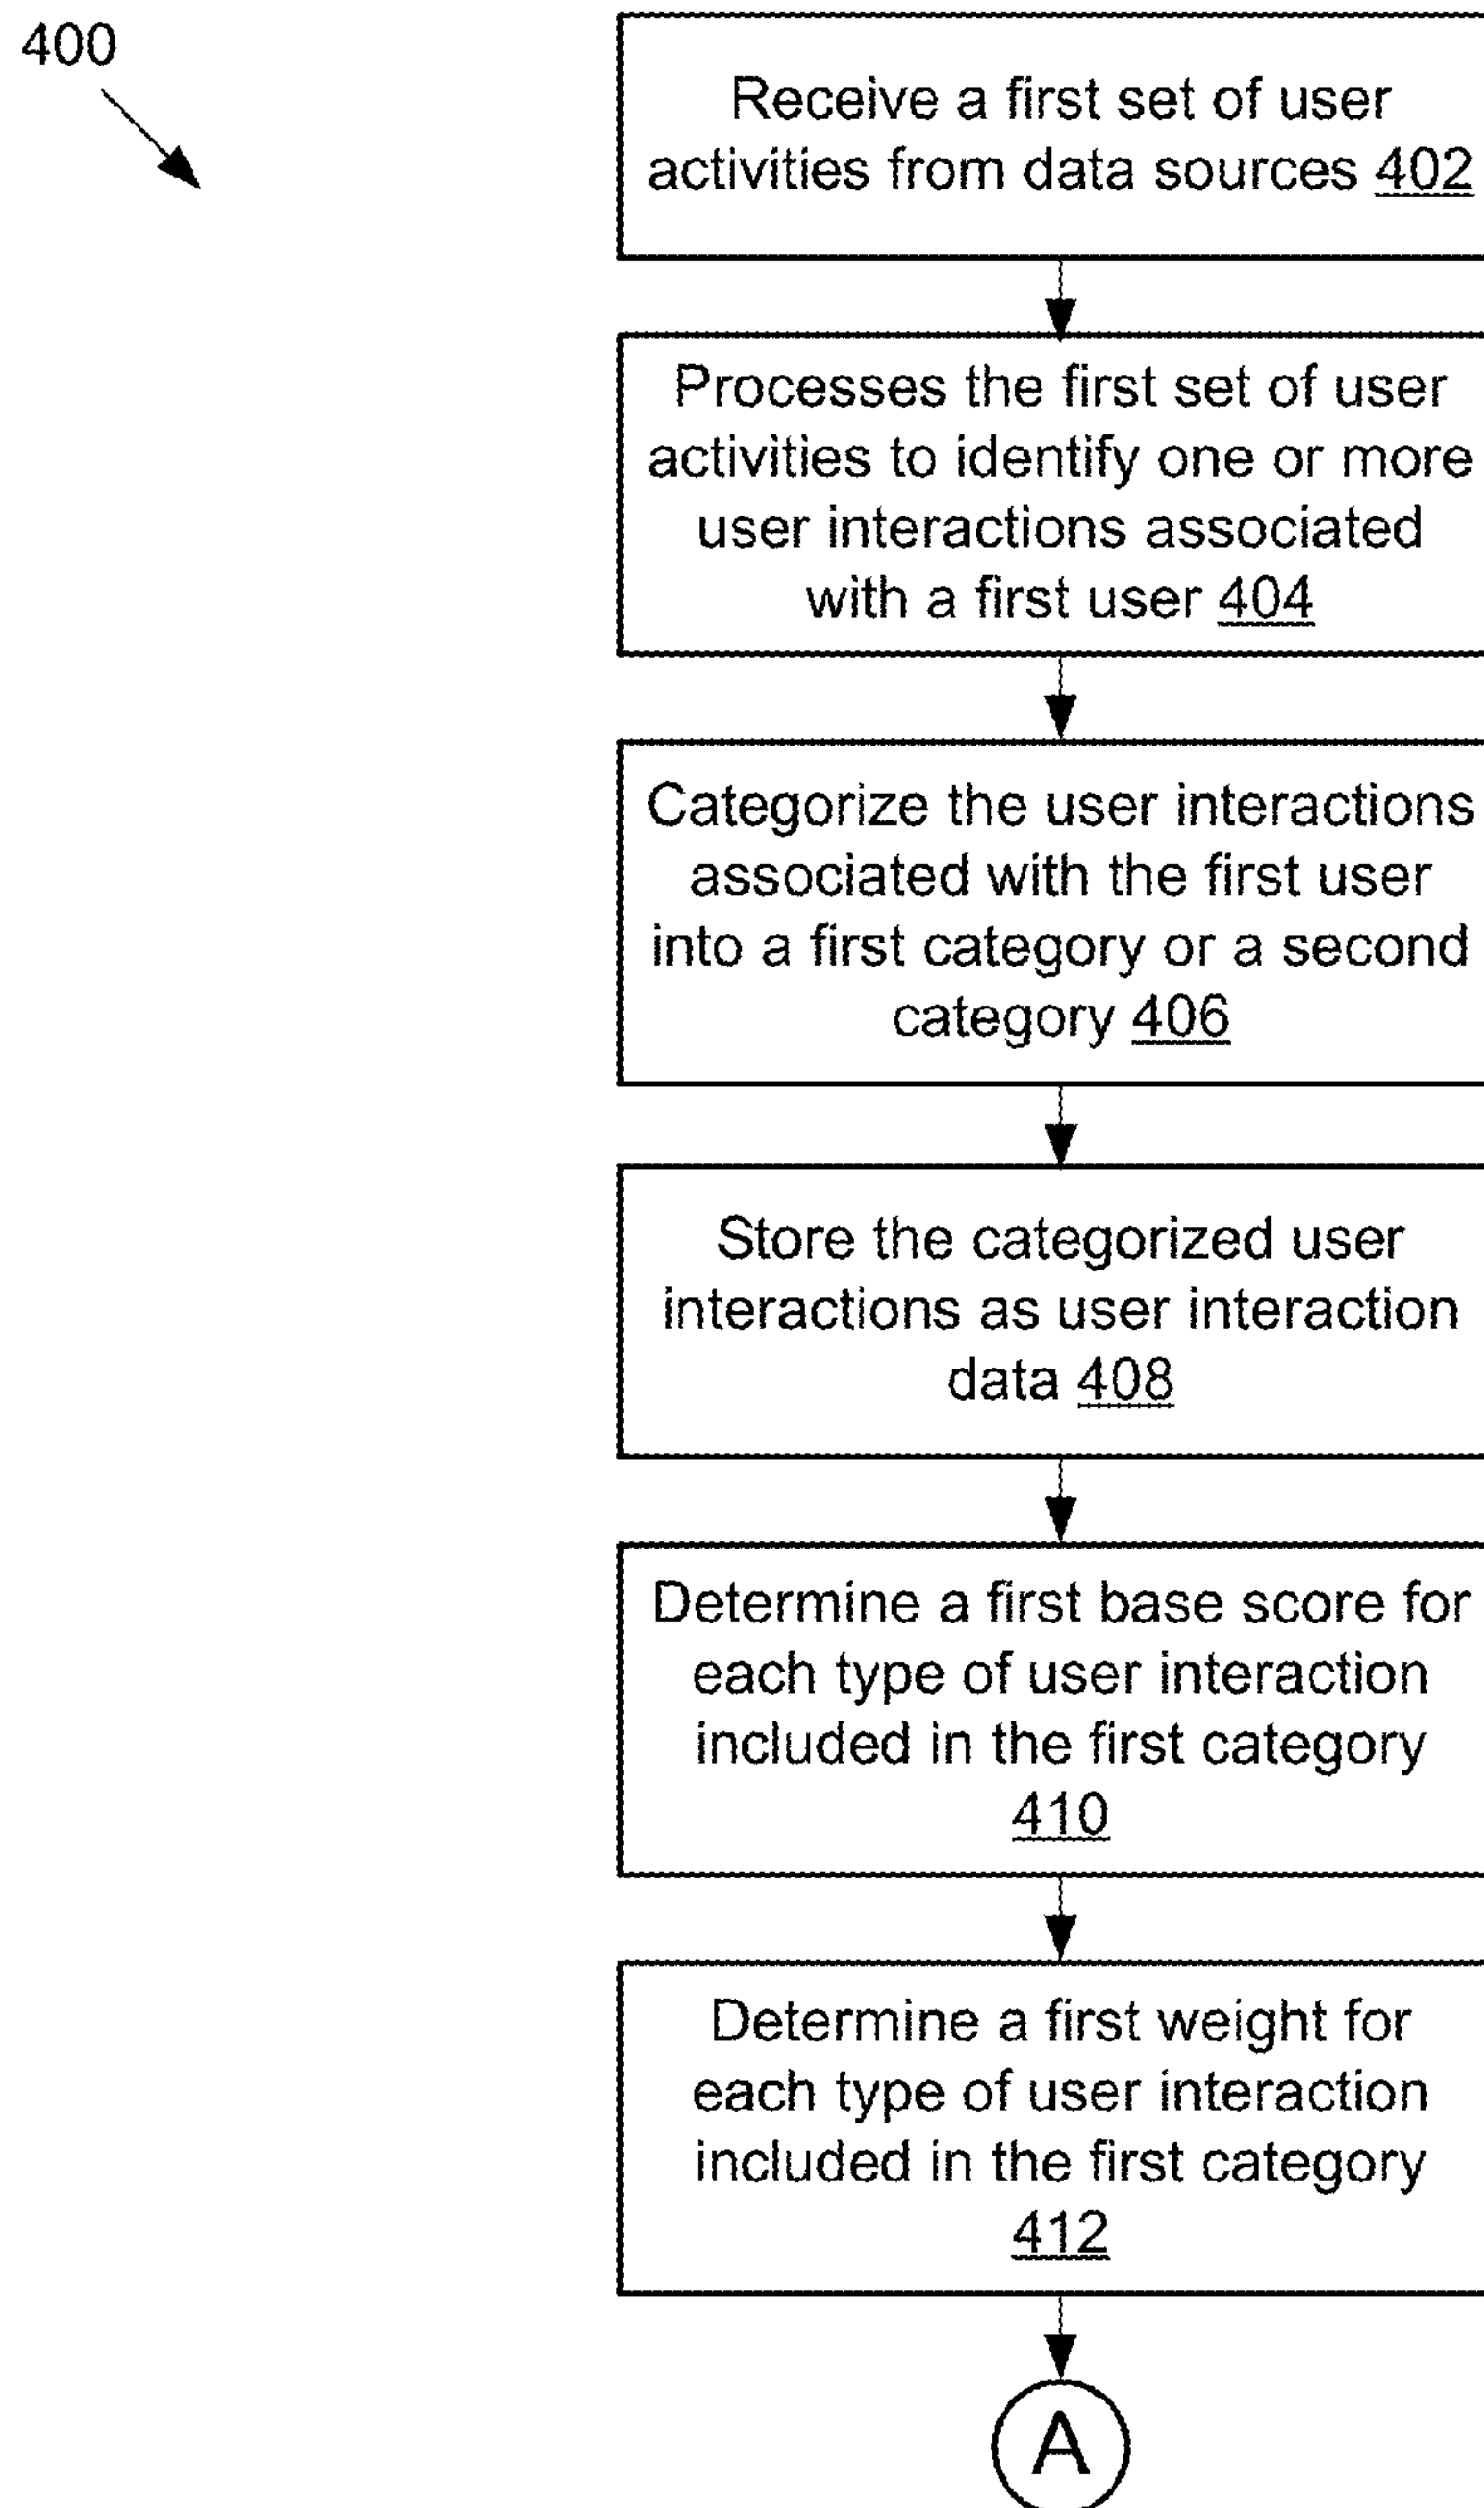 400
Receive a first set of user
activities from data sources 402
Processes the first set of user
activities to identify one or more
user interactions associated
with a first user 404
Categorize the user interactions
associated with the first user
into a first category or a second
category 406
Store the categorized user
interactions as user interaction
data 408
Determine a first base score for
each type of user interaction
included in the first category
410
Determine a first weight for
each type of user interaction
included in the first category
412
A